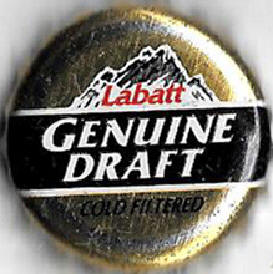 Labatt
GENUINE
DRAFT
COLD FILTERED